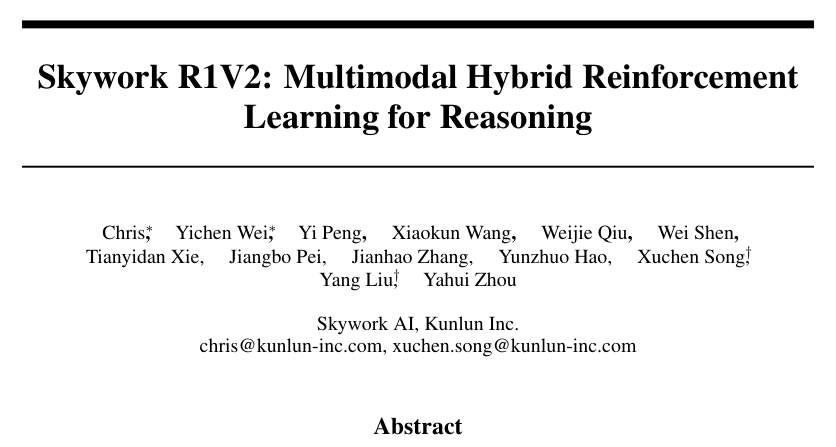 Skywork R1V2: Multimodal Hybrid Reinforcement
Learning for Reasoning
Chris,* Yichen Wei,* Yi Peng, Xiaokun Wang, Weijie Qiu, Wei Shen,
Tianyidan Xie, Jiangbo Pei, Jianhao Zhang, Yunzhuo Hao, Xuchen Song,†
Yang Liu,† Yahui Zhou
Skywork AI, Kunlun Inc.
chris@kunlun-inc.com, xuchen.song@kunlun-inc.com
Abstract